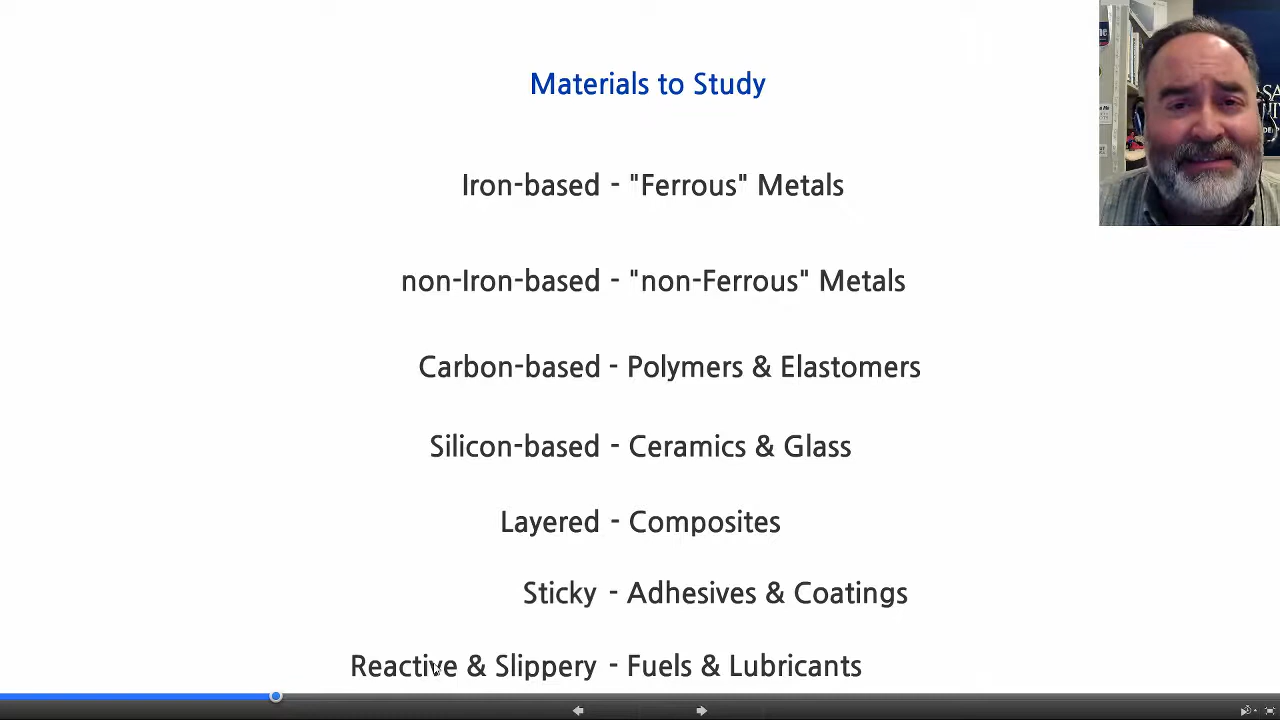 Materials to Study
Iron-based - "Ferrous" Metals
non-Iron-based - "non-Ferrous" Metals
Carbon-based - Polymers & Elastomers
Silicon-based - Ceramics & Glass
Layered - Composites
Sticky - Adhesives & Coatings
Reactive & Slippery - Fuels & Lubricants